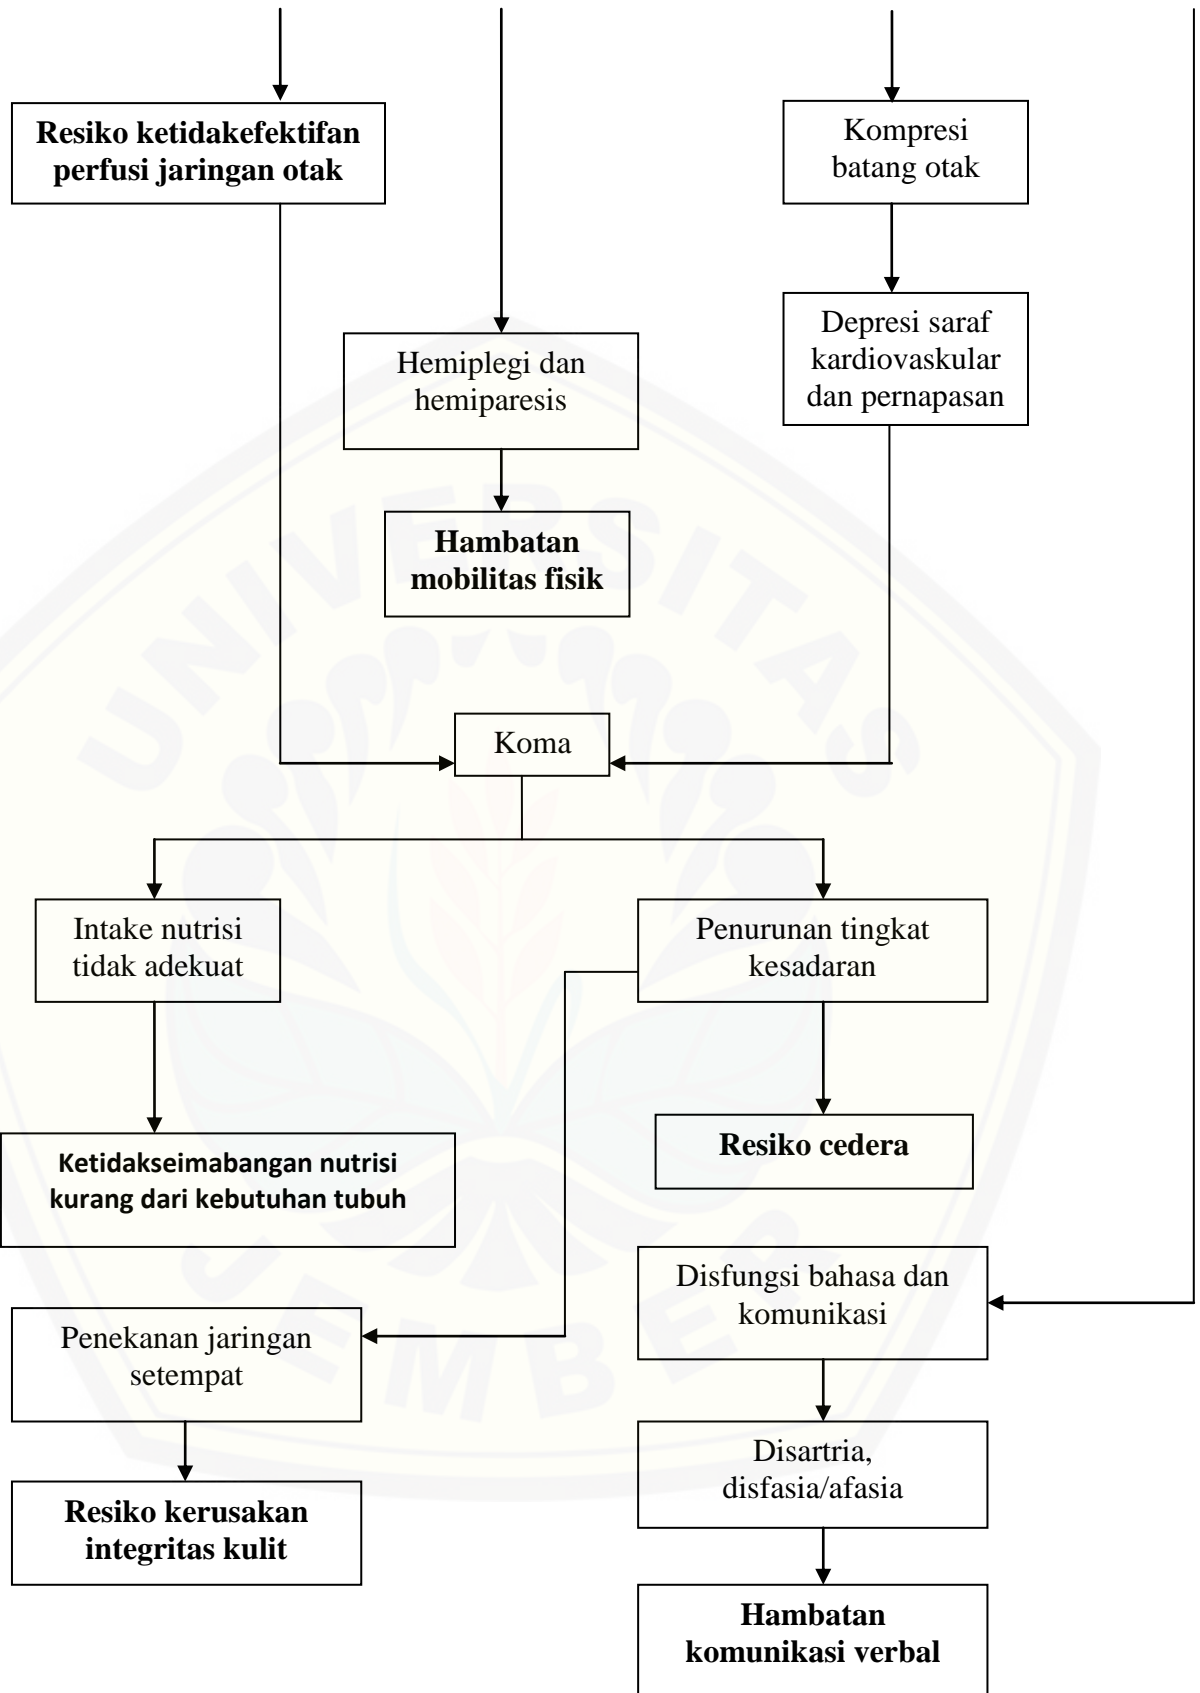 Resiko ketidakefektifan
perfusi jaringan otak
Kompresi
batang otak
Depresi saraf
kardiovaskular
dan pernapasan
Hemiplegi dan
hemiparesis
Hambatan
mobilitas fisik
Koma
Intake nutrisi
tidak adekuat
Penurunan tingkat
kesadaran
Resiko cedera
Ketidakseimabangan nutrisi
kurang dari kebutuhan tubuh
Disfungsi bahasa dan
komunikasi
Penekanan jaringan
setempat
Disartria,
disfasia/afasia
Resiko kerusakan
integritas kulit
Hambatan
komunikasi verbal
UNIVERSITAS
JEMBER